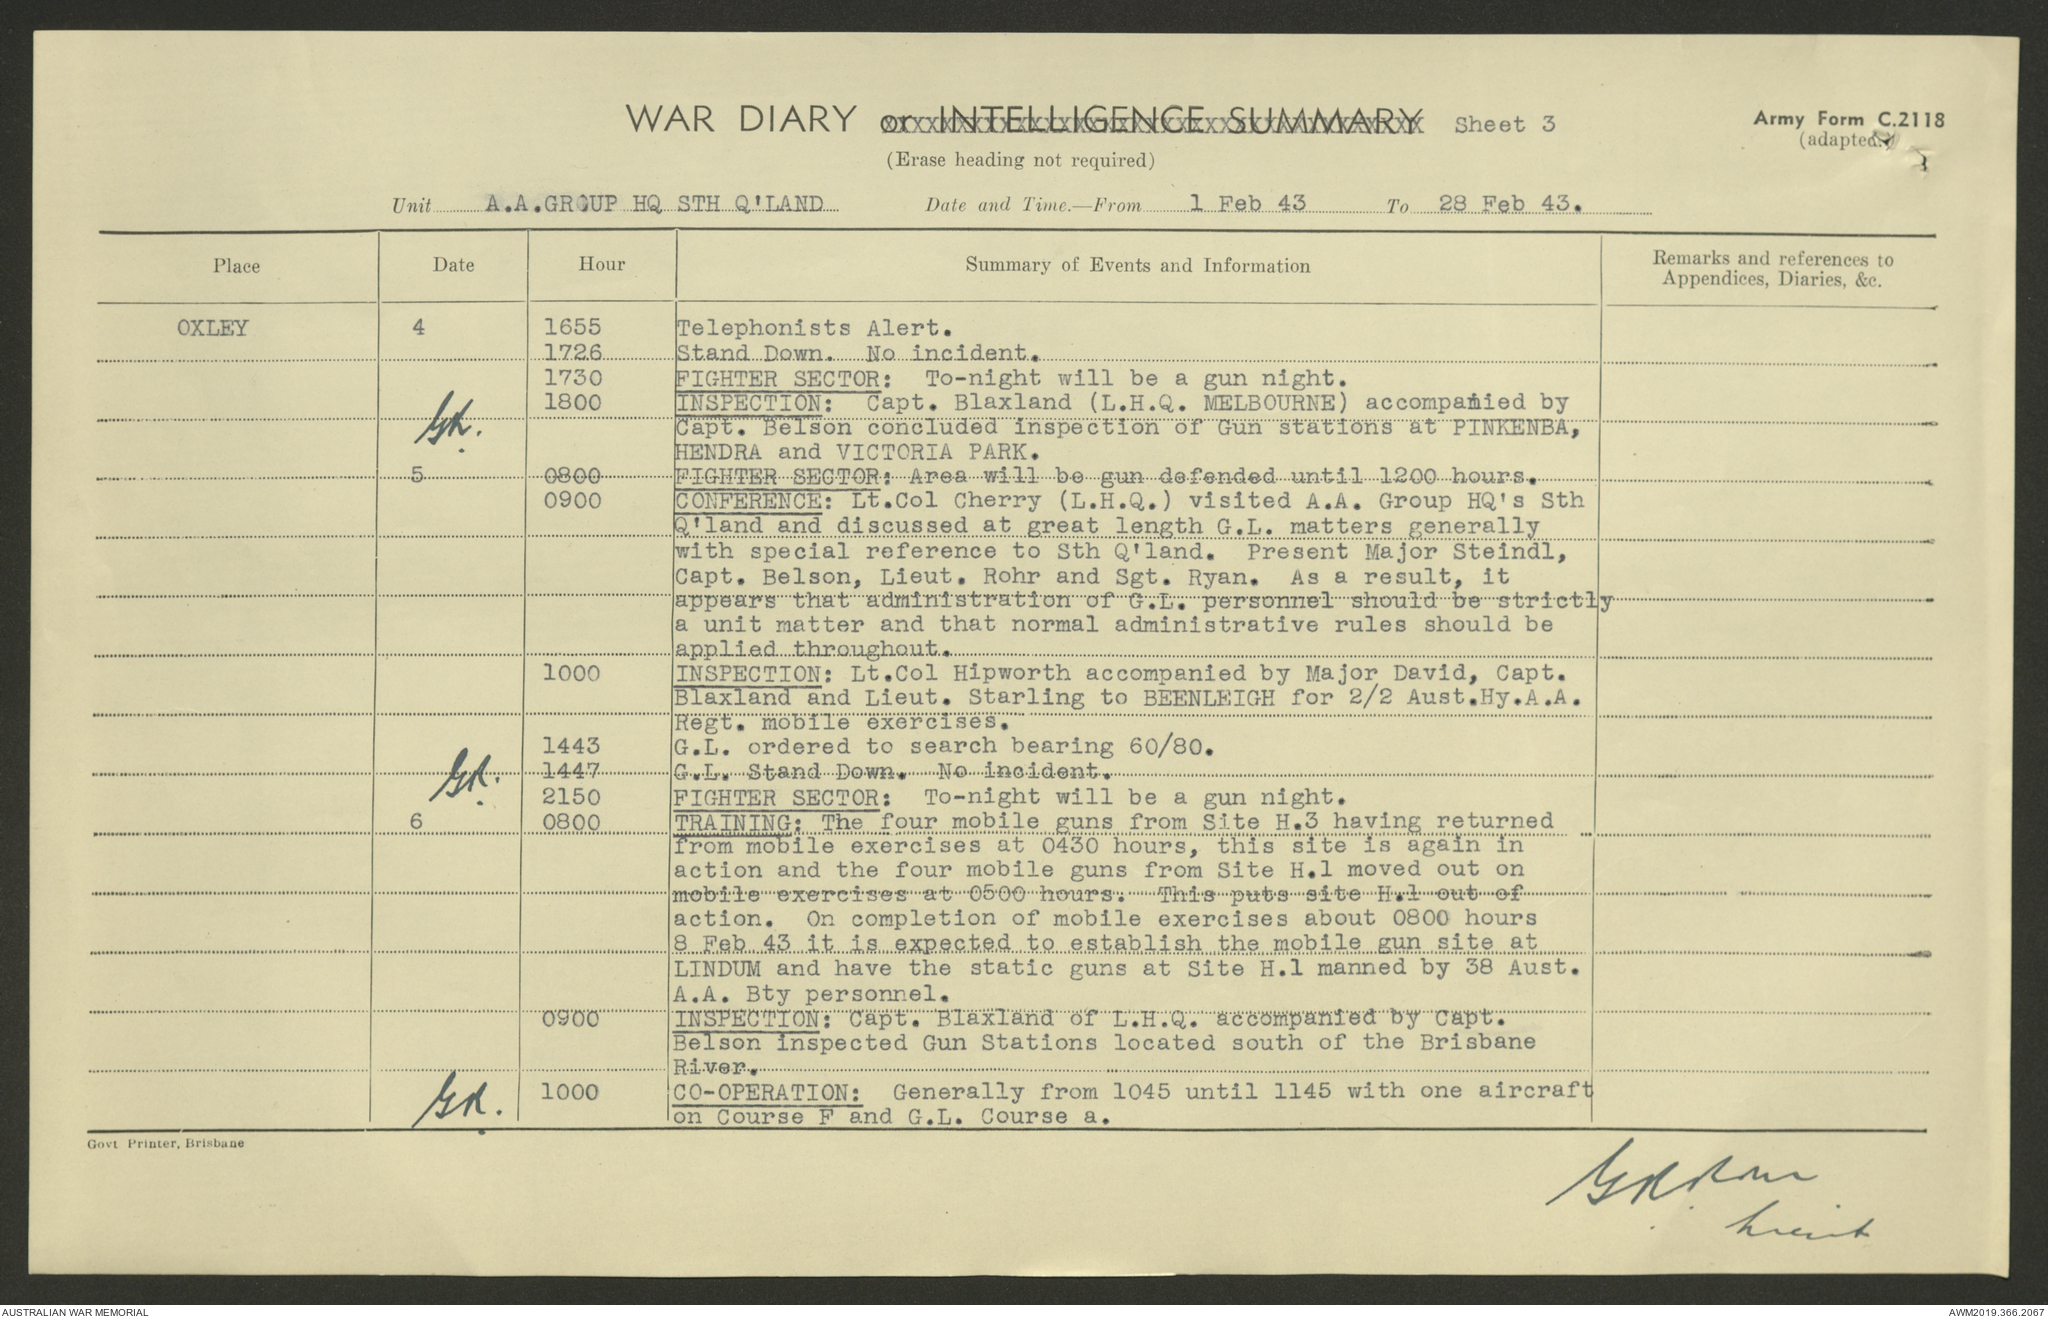 WAR DIARY or INTELLIGENCE SUMMARY Sheet 3
Army Form C.2118
(adapted.)
3
(Erase heading not required)
Unit A.A.GROUP HQ STH Q'LAND Date and Time.—From 1 Feb 43 To 28 Feb 43.
Place Date Hour Summary of Events and Information Remarks and references to
Appendices, Diaries, &c.
OXLEY 4 1655 Telephonists Alert.
1726 Stand Down. No incident.
1730 FIGHTER SECTOR: To-night will be a gun night.
1800 INSPECTION: Capt. Blaxland (L.H.Q. MELBOURNE) accompanied by
GR. Capt. Belson concluded inspection of Gun stations at PINKENBA,
HENDRA and VICTORIA PARK.
5 0800 FIGHTER SECTOR: Area will be gun defended until 1200 hours.
0900 CONFERENCE: Lt.Col Cherry (L.H.Q.) visited A.A. Group HQ's Sth
Q'land and discussed at great length G.L. matters generally
with special reference to Sth Q'land. Present Major Steindl,
Capt. Belson, Lieut. Rohr and Sgt. Ryan. As a result, it
appears that administration of G.L. personnel should be strictly
a unit matter and that normal administrative rules should be
applied throughout.
1000 INSPECTION: Lt.Col Hipworth accompanied by Major David, Capt.
Blaxland and Lieut. Starling to BEENLEIGH for 2/2 Aust.Hy.A.A.
Regt. mobile exercises.
1443 G.L. ordered to search bearing 60/80.
GR. 1447 G.L. Stand Down. No incident.
2150 FIGHTER SECTOR: To-night will be a gun night.
6 0800 TRAINING: The four mobile guns from Site H.3 having returned
from mobile exercises at 0430 hours, this site is again in
action and the four mobile guns from Site H.1 moved out on
mobile exercises at 0500 hours. This puts site H.1 out of
action. On completion of mobile exercises about 0800 hours
8 Feb 43 it is expected to establish the mobile gun site at
LINDUM and have the static guns at Site H.1 manned by 38 Aust.
A.A. Bty personnel.
0900 INSPECTION: Capt. Blaxland of L.H.Q. accompanied by Capt.
Belson inspected Gun Stations located south of the Brisbane
River.
GR. 1000 CO-OPERATION: Generally from 1045 until 1145 with one aircraft
on Course F and G.L. Course a.
Govt Printer, Brisbane
Lieut
AUSTRALIAN WAR MEMORIAL
AWM2019.366.2067